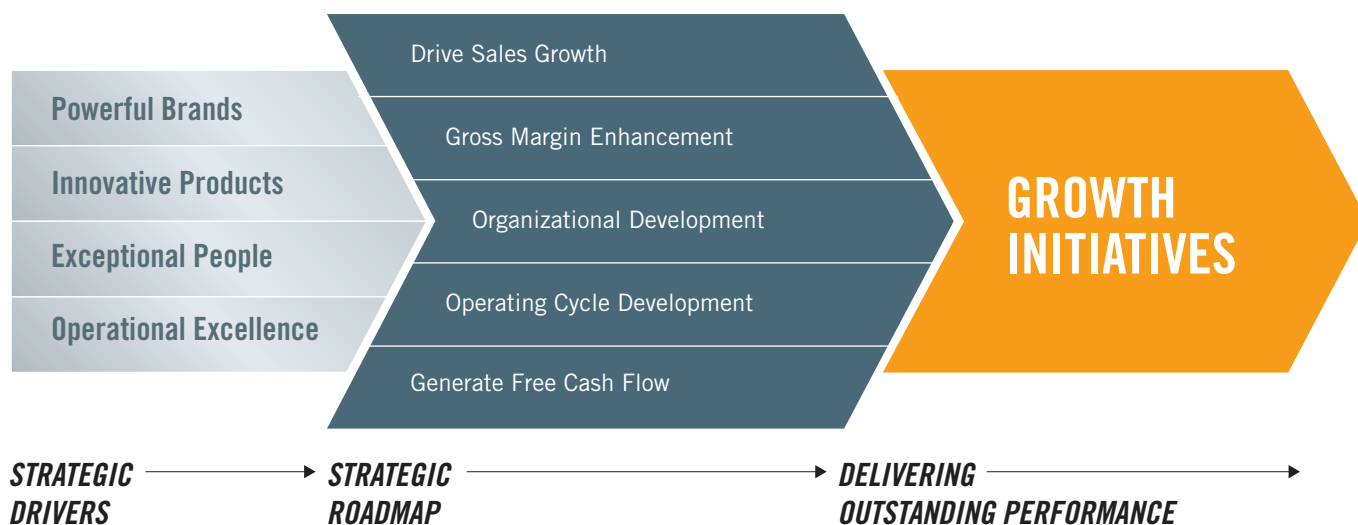 Powerful Brands
Innovative Products
Exceptional People
Operational Excellence
Drive Sales Growth
Gross Margin Enhancement
Organizational Development
Operating Cycle Development
Generate Free Cash Flow
GROWTH
INITIATIVES
STRATEGIC
DRIVERS
STRATEGIC
ROADMAP
DELIVERING
OUTSTANDING PERFORMANCE